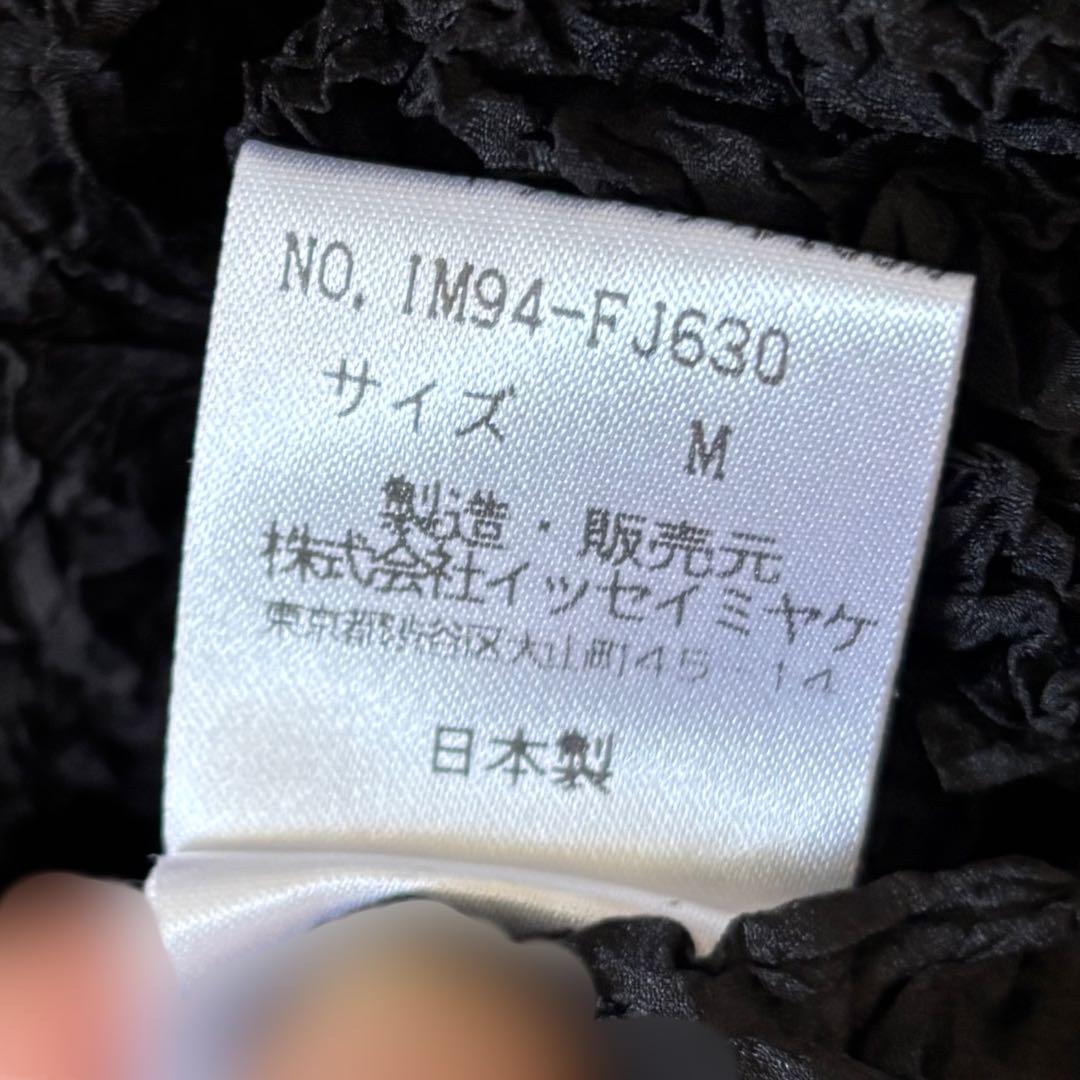 NO. IM94-FJ630
サイズ M
製造・販売元
株式会社イッセイミヤケ
東京都渋谷区大山町45-14
日本製